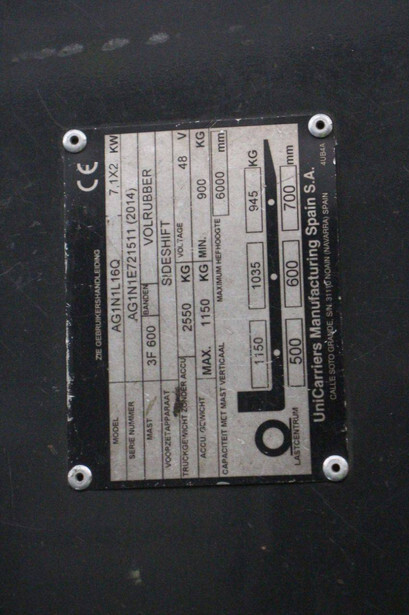 ZIE GEBRUIKERSHANDLEIDING CE
MODEL AG1N1L16Q 7.1X2 KW
SERIE NUMMER AG1N1E721511 (2014)
MAST 3F 600 BANDEN VOLRUBBER
VOORZETAPPARAAT SIDESHIFT
TRUCKGEWICHT ZONDER ACCU 2550 KG VOLTAGE 48 V
ACCU. GEWICHT MAX. 1150 KG MIN. 900 KG
CAPACITEIT MET MAST VERTICAAL MAXIMUM HEFHOOGTE 6000 mm
1150 1035 945 KG
LASTCENTRUM 500 600 700 mm
UniCarriers Manufacturing Spain S.A.
CALLE SOTO GRANDE, S/N, 31110 NOAIN (NAVARRA) SPAIN 4UB4A